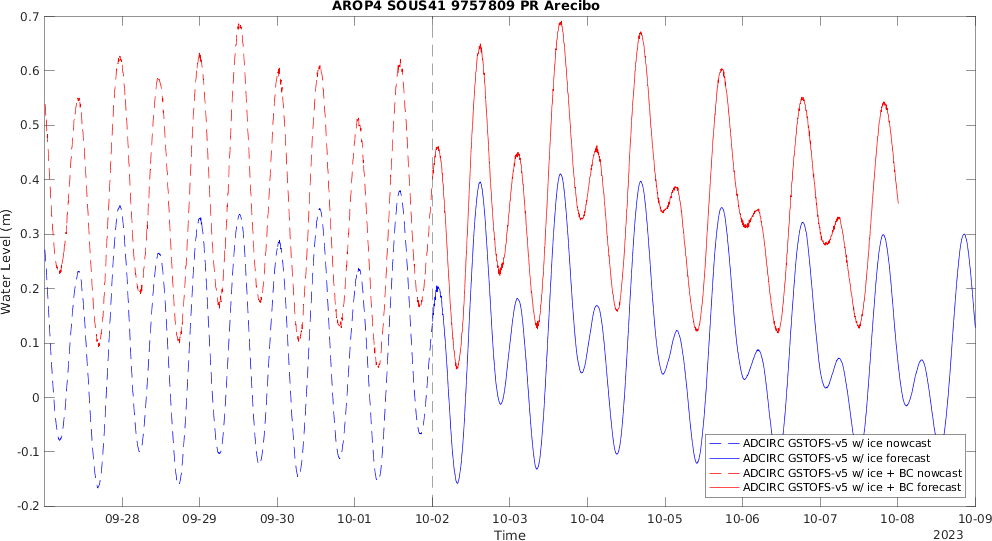 AROP4 SOUS41 9757809 PR Arecibo
0.7
0.6
0.5
0.4
0.3
0.2
0.1
0
-0.1
-0.2
Water Level (m)
ADCIRC GSTOFS-v5 w/ ice nowcast
ADCIRC GSTOFS-v5 w/ ice forecast
ADCIRC GSTOFS-v5 w/ ice + BC nowcast
ADCIRC GSTOFS-v5 w/ ice + BC forecast
09-28 09-29 09-30 10-01 10-02 10-03 10-04 10-05 10-06 10-07 10-08 10-09
Time
2023